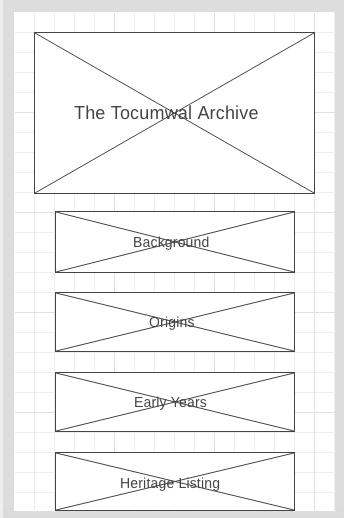 The Tocumwal Archive
Background
Origins
Early Years
Heritage Listing